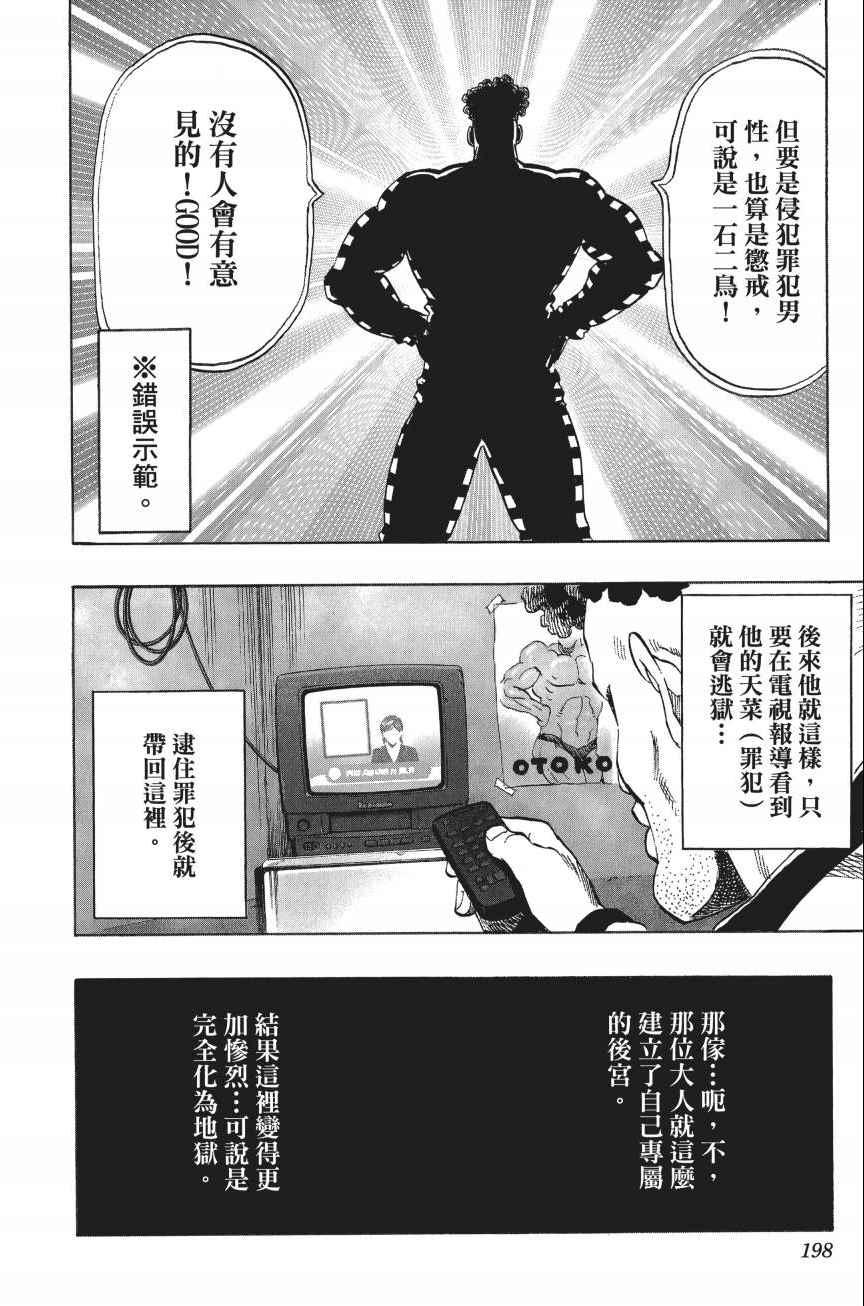 但要是侵犯罪犯男
性，也算是懲戒，
可說是一石二鳥！
沒有人會有意
見的！GOOD！
※錯誤示範。
後來他就這樣，只
要在電視報導看到
他的天菜（罪犯）
就會逃獄…
OTOKO
逮住罪犯後就
帶回這裡。
那傢…呃，不，
那位大人就這麼
建立了自己專屬
的後宮。
結果這裡變得更
加慘烈…可說是
完全化為地獄。
198